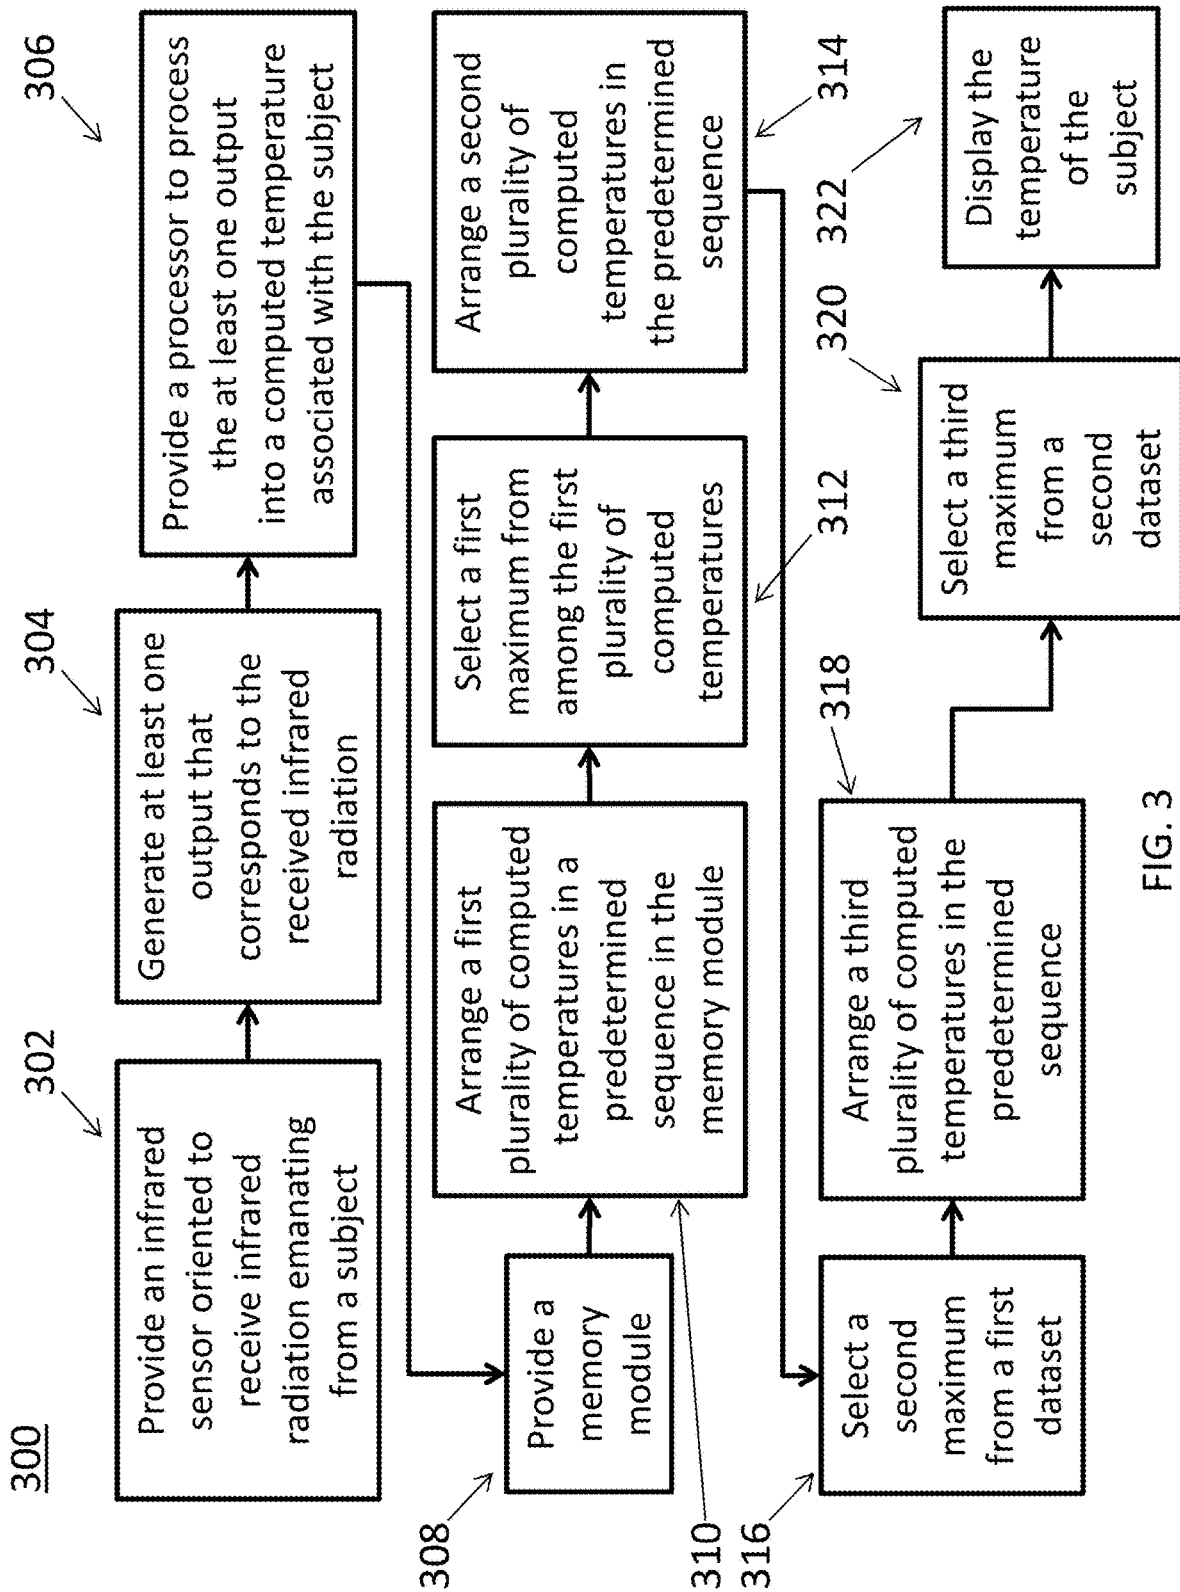 300
302
Provide an infrared
sensor oriented to
receive infrared
radiation emanating
from a subject
304
Generate at least one
output that
corresponds to the
received infrared
radiation
306
Provide a processor to process
the at least one output
into a computed temperature
associated with the subject
308
Provide a
memory
module
310
Arrange a first
plurality of computed
temperatures in a
predetermined
sequence in the
memory module
Select a first
maximum from
among the first
plurality of
computed
temperatures
312
Arrange a second
plurality of
computed
temperatures in
the predetermined
sequence
314
316
Select a
second
maximum
from a first
dataset
318
Arrange a third
plurality of computed
temperatures in the
predetermined
sequence
320
Select a third
maximum
from a
second
dataset
322
Display the
temperature
of the
subject
FIG. 3